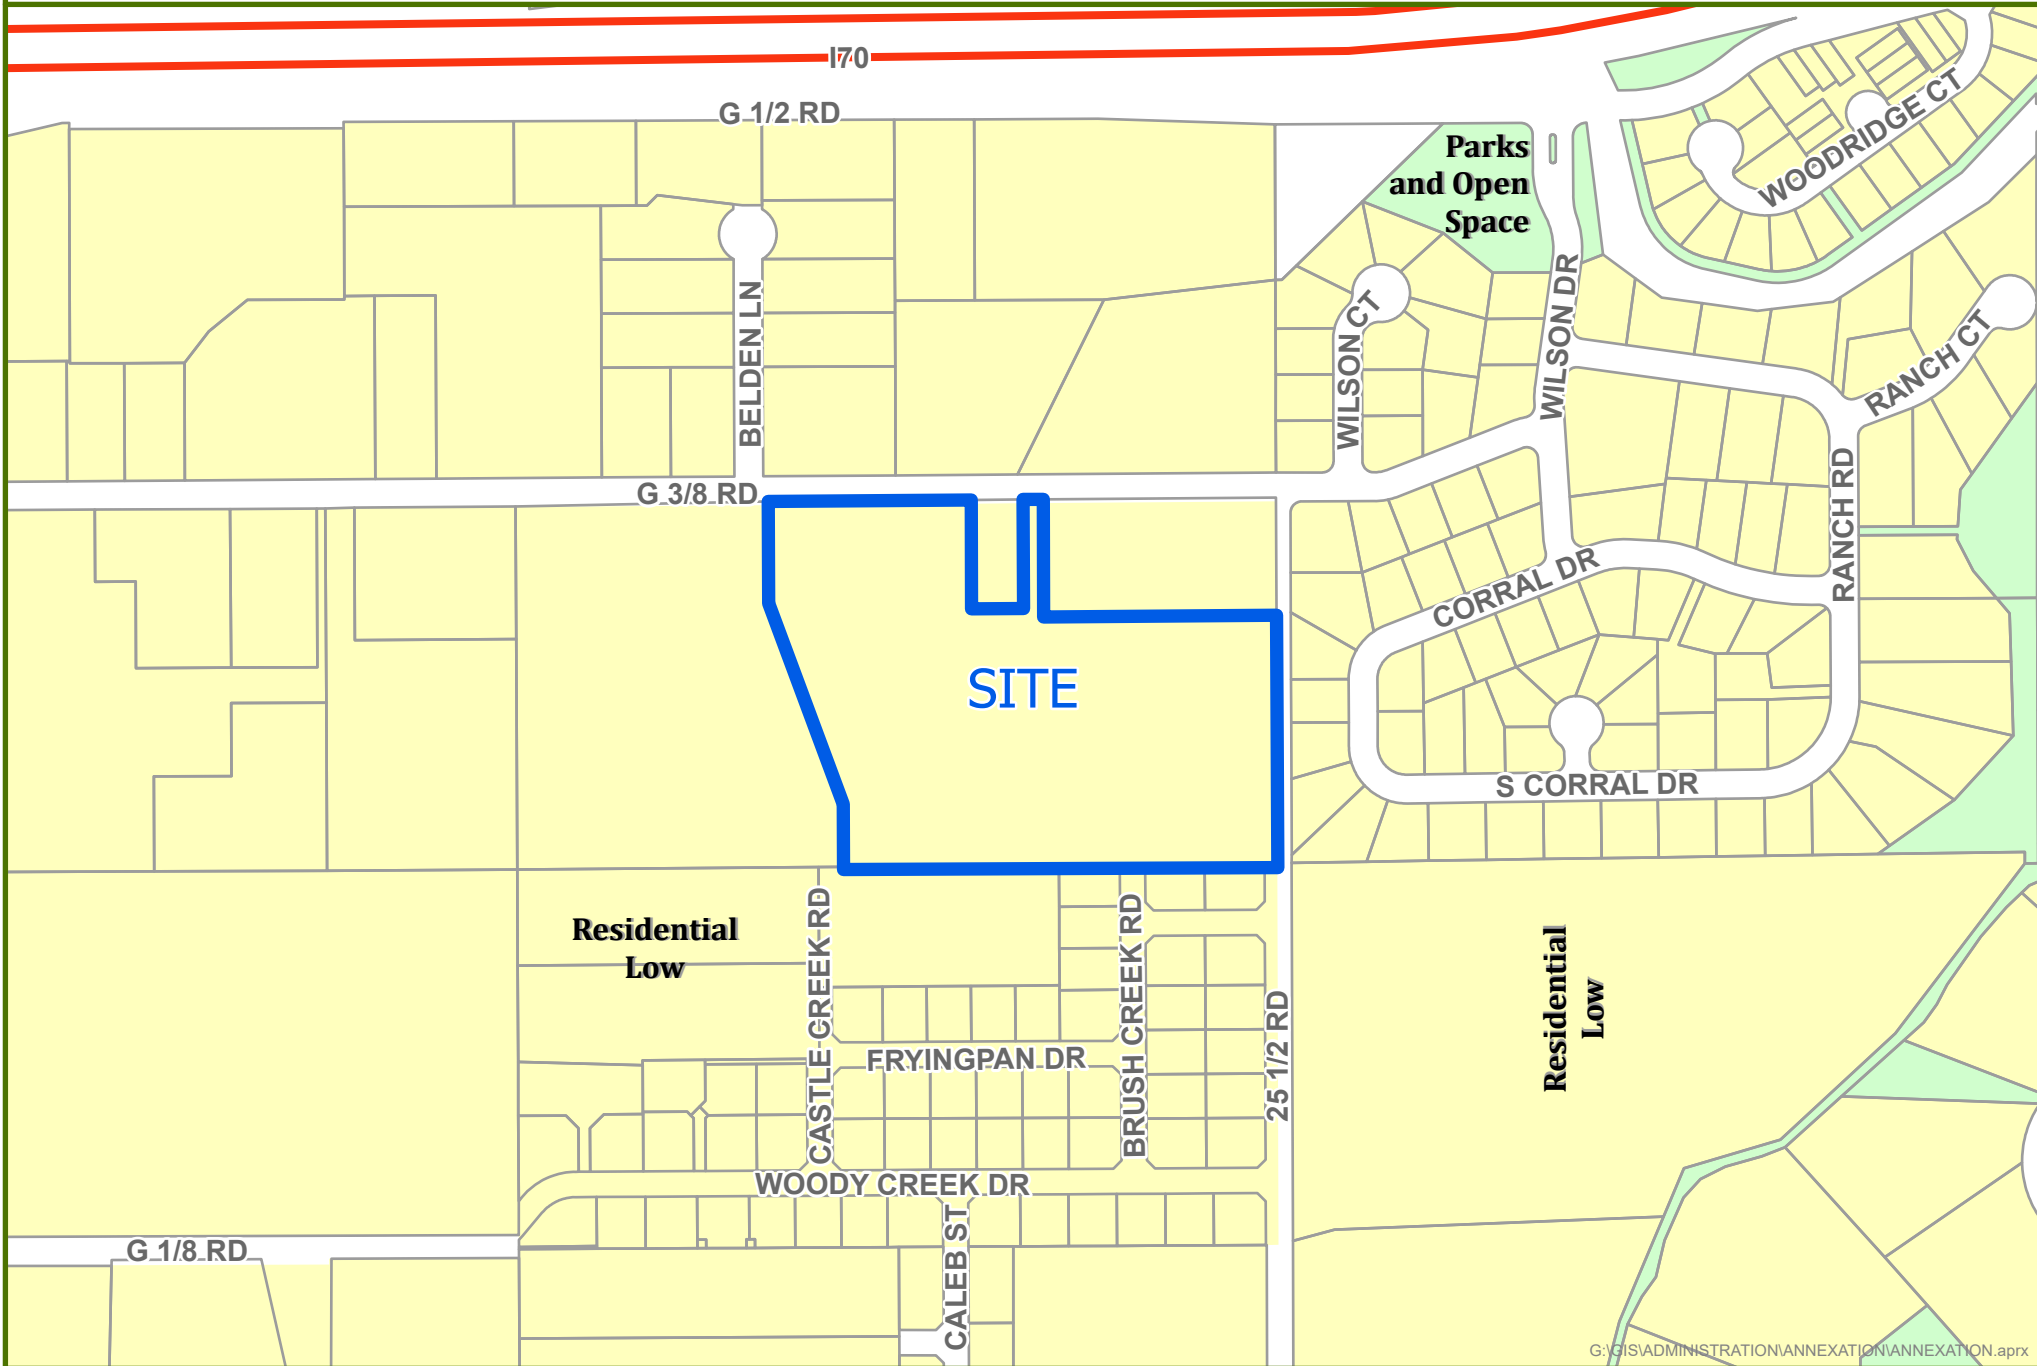 I70
G 1/2 RD
Parks
and Open
Space
WOODRIDGE CT
BELDEN LN
WILSON CT
WILSON DR
RANCH CT
G 3/8 RD
RANCH RD
CORRAL DR
SITE
S CORRAL DR
Residential
Low
CASTLE CREEK RD
BRUSH CREEK RD
25 1/2 RD
Residential
Low
FRYINGPAN DR
WOODY CREEK DR
CALEB ST
G 1/8 RD
G:\GIS\ADMINISTRATION\ANNEXATION\ANNEXATION.aprx